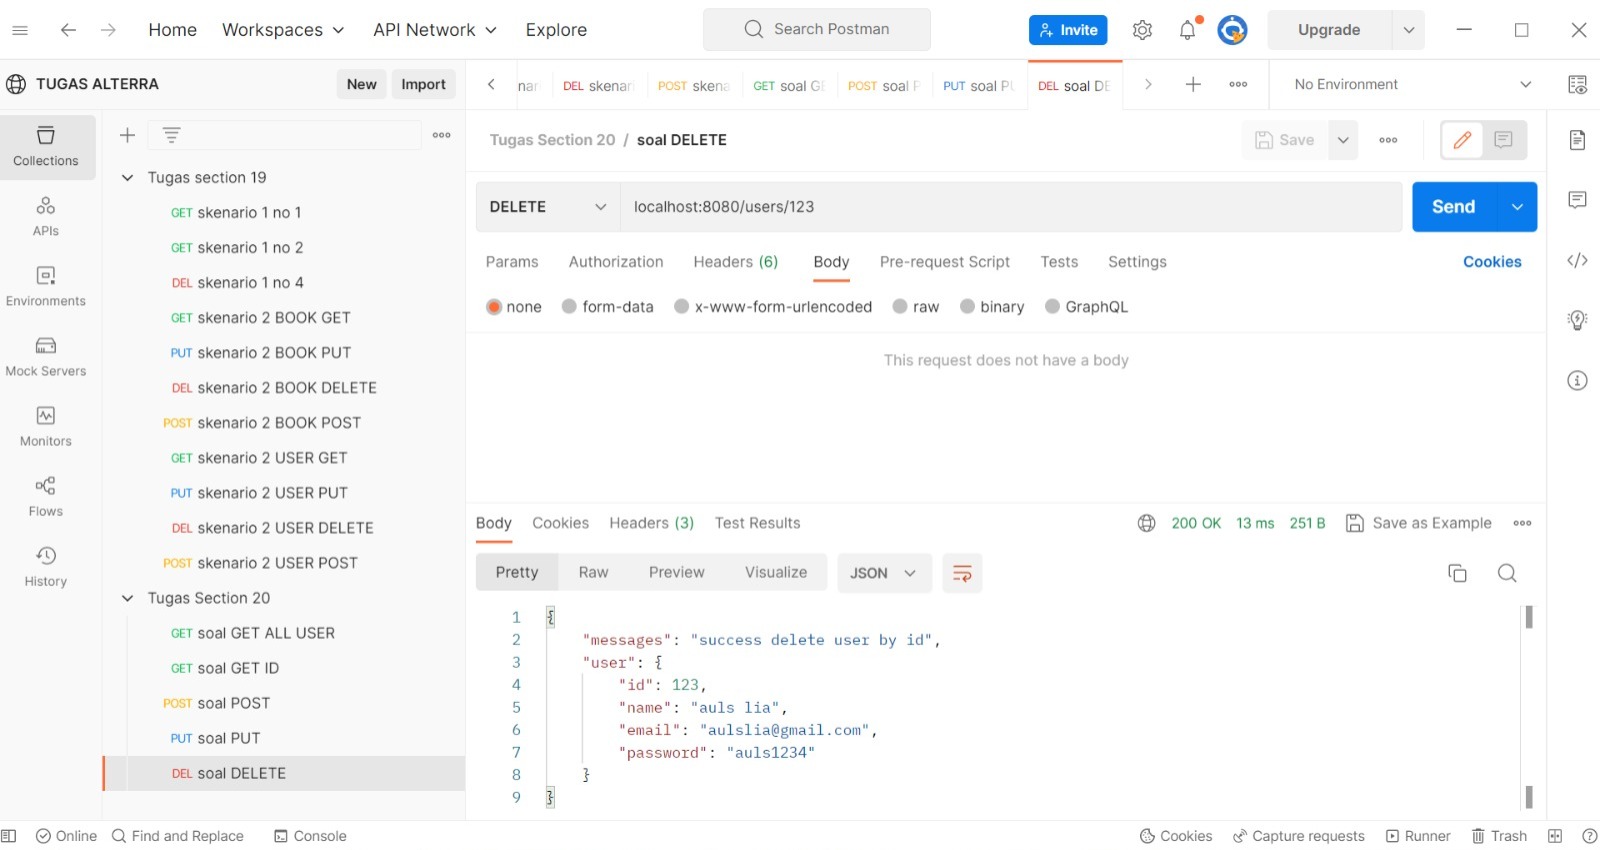 Home Workspaces API Network Explore Search Postman Invite Upgrade
TUGAS ALTERRA New Import
nar DEL skenari POST skena GET soal GE POST soal P PUT soal PU DEL soal DE No Environment
Collections
APIs
Environments
Mock Servers
Monitors
Flows
History
Tugas section 19
GET skenario 1 no 1
GET skenario 1 no 2
DEL skenario 1 no 4
GET skenario 2 BOOK GET
PUT skenario 2 BOOK PUT
DEL skenario 2 BOOK DELETE
POST skenario 2 BOOK POST
GET skenario 2 USER GET
PUT skenario 2 USER PUT
DEL skenario 2 USER DELETE
POST skenario 2 USER POST
Tugas Section 20
GET soal GET ALL USER
GET soal GET ID
POST soal POST
PUT soal PUT
DEL soal DELETE
Tugas Section 20 / soal DELETE Save
DELETE localhost:8080/users/123 Send
Params Authorization Headers (6) Body Pre-request Script Tests Settings Cookies
none form-data x-www-form-urlencoded raw binary GraphQL
This request does not have a body
Body Cookies Headers (3) Test Results 200 OK 13 ms 251 B Save as Example
Pretty Raw Preview Visualize JSON
1 {
2 "messages": "success delete user by id",
3 "user": {
4 "id": 123,
5 "name": "auls lia",
6 "email": "aulslia@gmail.com",
7 "password": "auls1234"
8 }
9 }
Online Find and Replace Console Cookies Capture requests Runner Trash